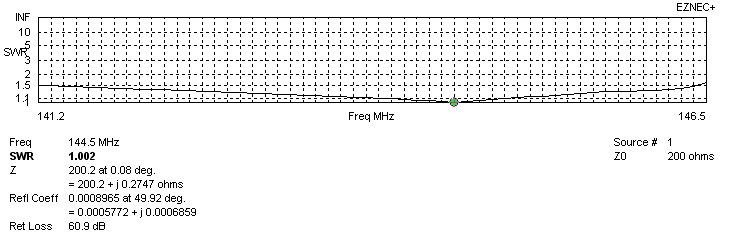 EZNEC+
INF
10
5
SWR
3
2
1.5
1.1
141.2 Freq MHz 146.5
Freq 144.5 MHz Source # 1
SWR 1.002 Z0 200 ohms
Z 200.2 at 0.08 deg.
= 200.2 + j 0.2747 ohms
Refl Coeff 0.0008965 at 49.92 deg.
= 0.0005772 + j 0.0006859
Ret Loss 60.9 dB